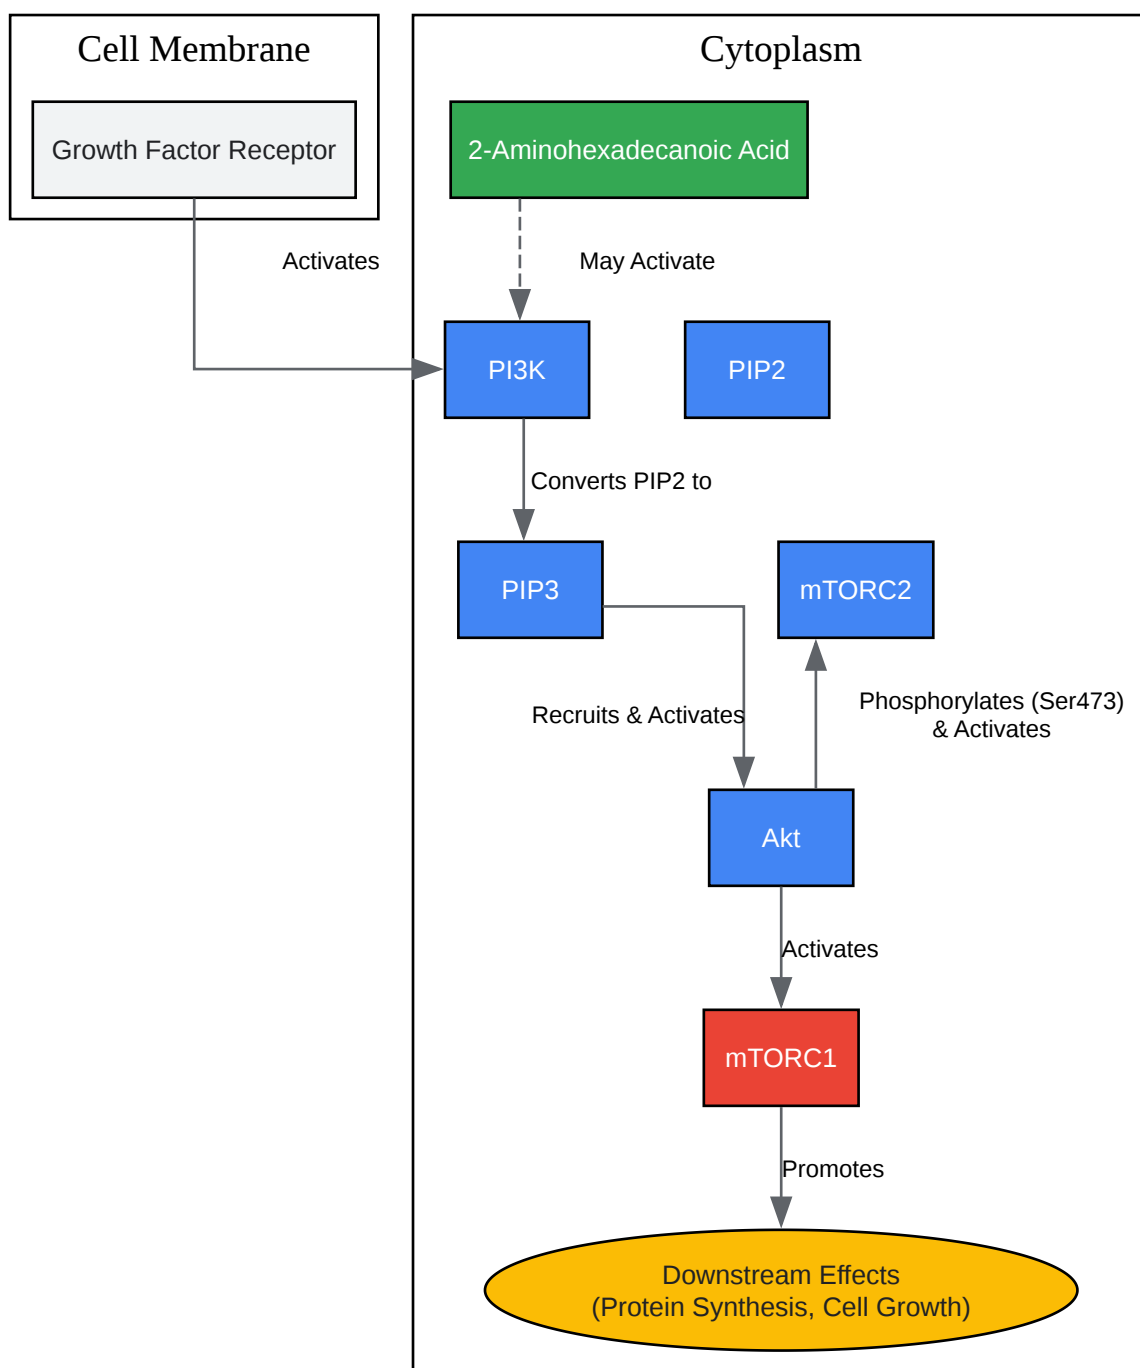 Cell Membrane
Cytoplasm
Growth Factor Receptor
2-Aminohexadecanoic Acid
Activates
May Activate
PI3K
PIP2
Converts PIP2 to
PIP3
mTORC2
Recruits & Activates
Phosphorylates (Ser473)
& Activates
Akt
Activates
mTORC1
Promotes
Downstream Effects
(Protein Synthesis, Cell Growth)